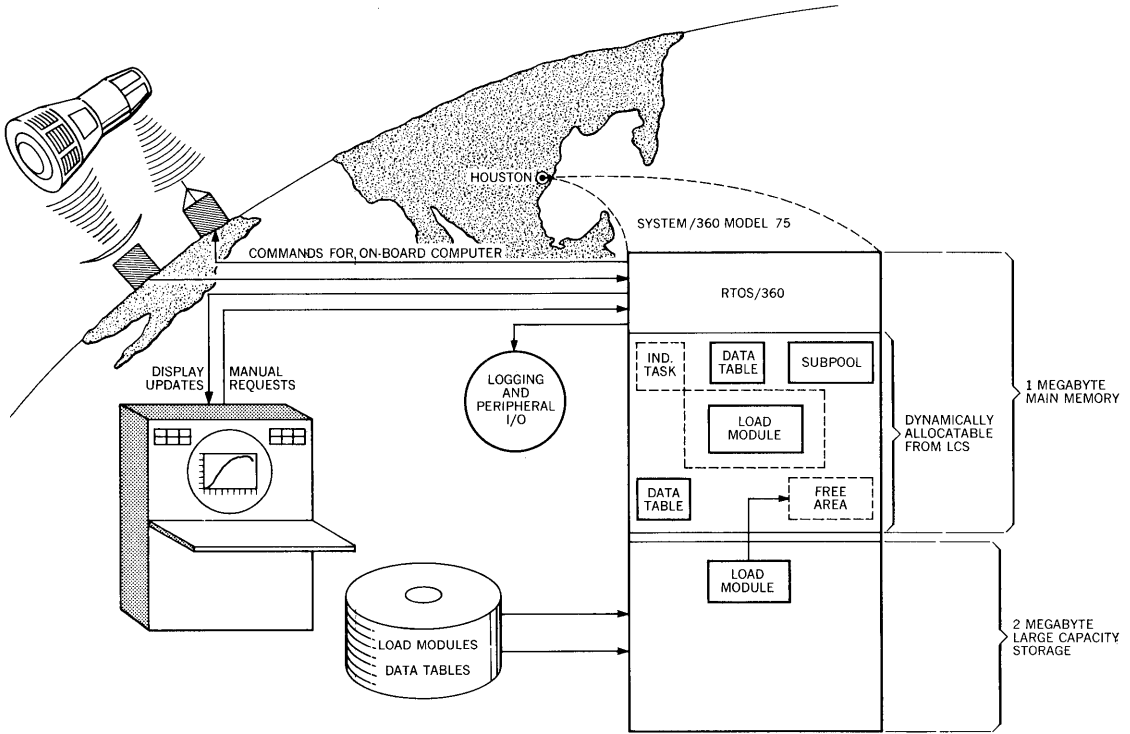 HOUSTON
SYSTEM/360 MODEL 75
COMMANDS FOR ON-BOARD COMPUTER
RTOS/360
DISPLAY
UPDATES
MANUAL
REQUESTS
LOGGING
AND
PERIPHERAL
I/O
IND.
TASK
DATA
TABLE
SUBPOOL
LOAD
MODULE
DATA
TABLE
FREE
AREA
DYNAMICALLY
ALLOCATABLE
FROM LCS
1 MEGABYTE
MAIN MEMORY
LOAD
MODULE
LOAD MODULES
DATA TABLES
2 MEGABYTE
LARGE CAPACITY
STORAGE